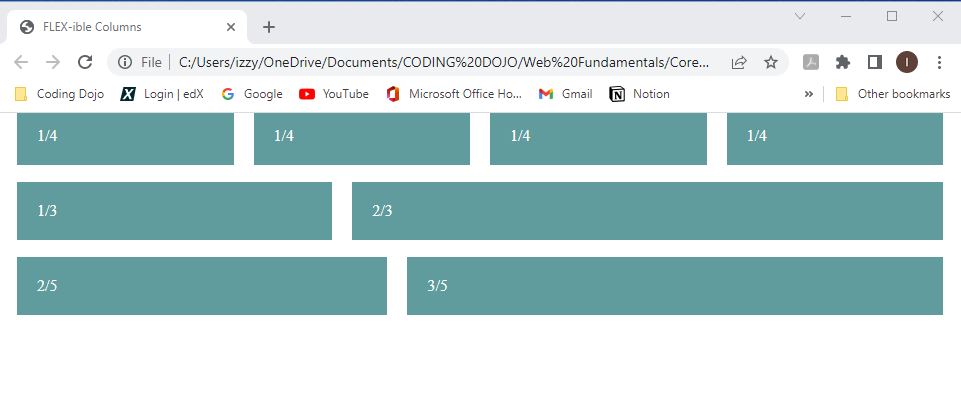 FLEX-ible Columns
File | C:/Users/izzy/OneDrive/Documents/CODING%20DOJO/Web%20Fundamentals/Core...
I
Coding Dojo Login | edX Google YouTube Microsoft Office Ho... Gmail Notion » Other bookmarks
1/4 1/4 1/4 1/4
1/3 2/3
2/5 3/5